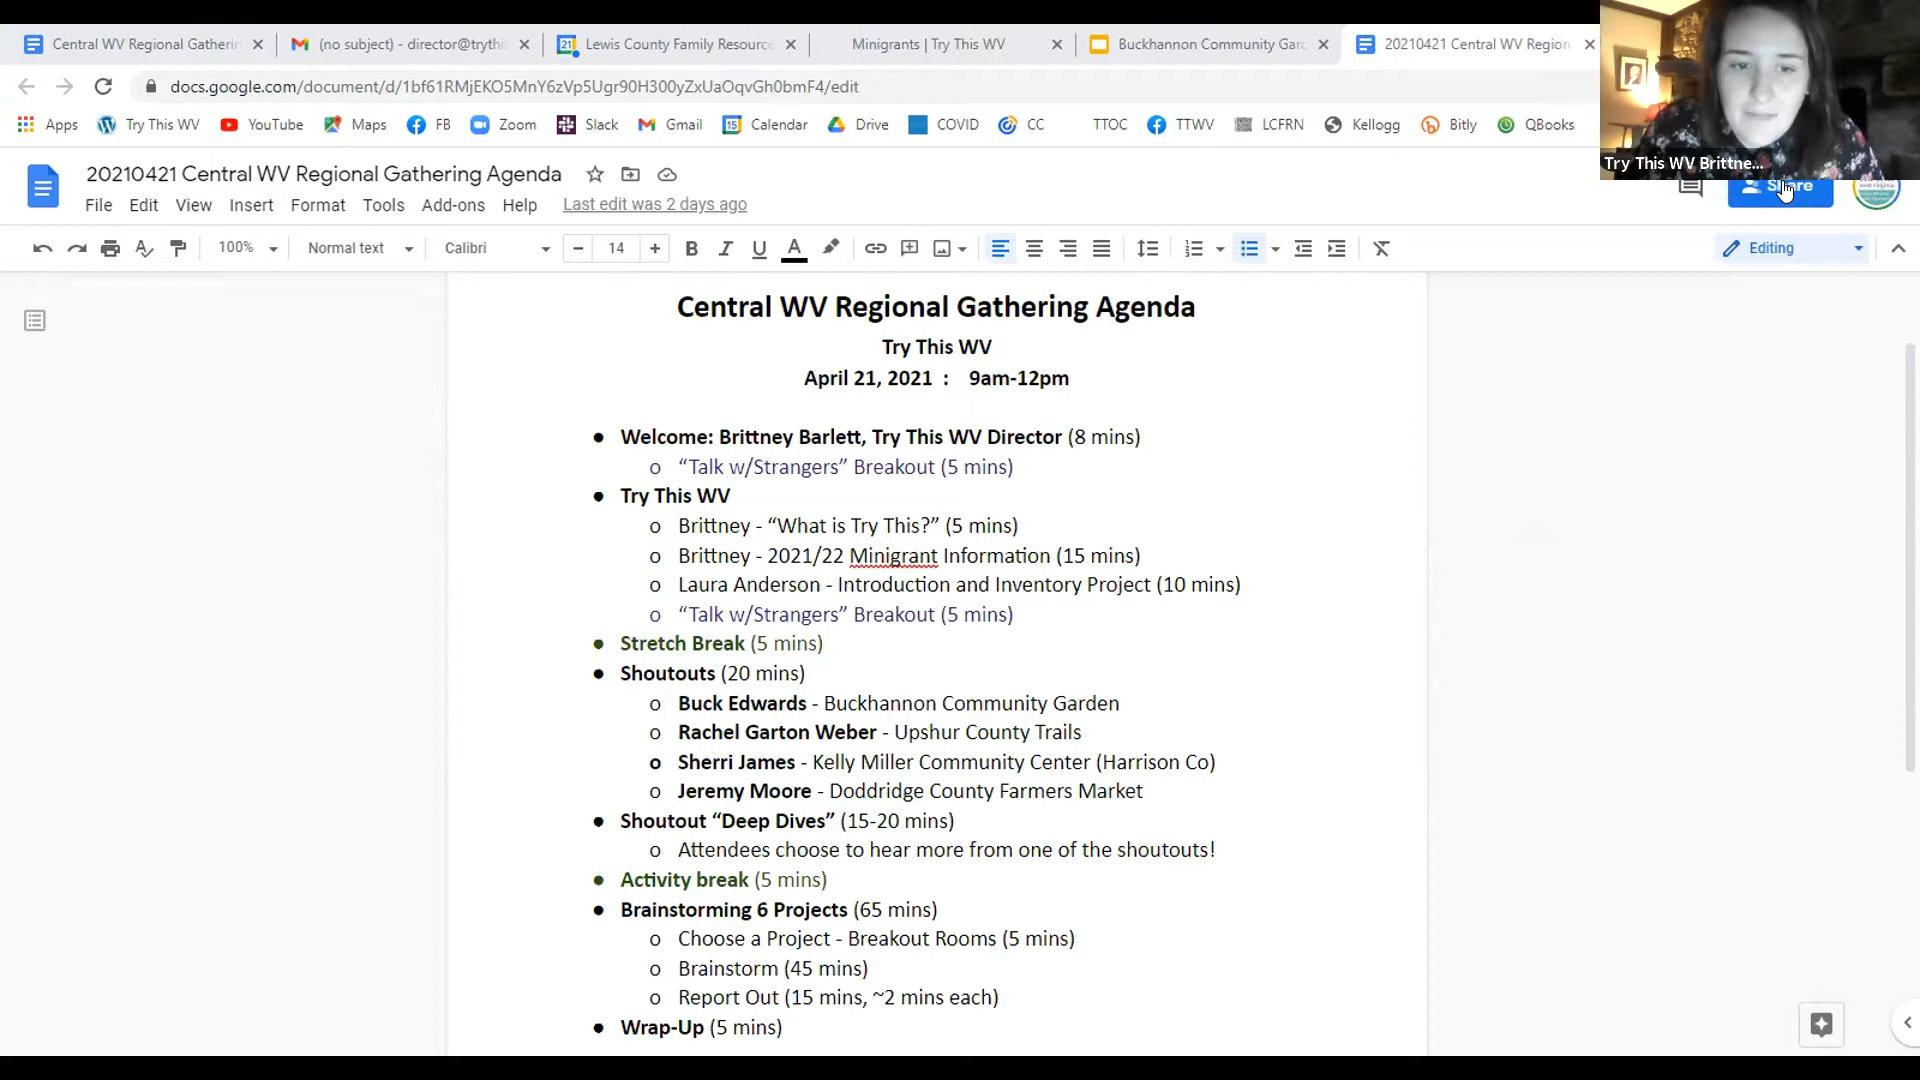 Central WV Regional Gatherin
(no subject) - director@trythis
Lewis County Family Resource
Minigrants | Try This WV
Buckhannon Community Gard
20210421 Central WV Region
docs.google.com/document/d/1bf61RMjEKO5MnY6zVp5Ugr90H300yZxUaOqvGh0bmF4/edit
Apps
Try This WV
YouTube
Maps
FB
Zoom
Slack
Gmail
15 Calendar
Drive
COVID
CC
TTOC
TTWV
LCFRN
Kellogg
Bitly
QBooks
Try This WV Brittne...
20210421 Central WV Regional Gathering Agenda
Share
File Edit View Insert Format Tools Add-ons Help Last edit was 2 days ago
100% Normal text Calibri − 14 + B I U A Editing
Central WV Regional Gathering Agenda
Try This WV
April 21, 2021 : 9am-12pm
● Welcome: Brittney Barlett, Try This WV Director (8 mins)
o “Talk w/Strangers” Breakout (5 mins)
● Try This WV
o Brittney - “What is Try This?” (5 mins)
o Brittney - 2021/22 Minigrant Information (15 mins)
o Laura Anderson - Introduction and Inventory Project (10 mins)
o “Talk w/Strangers” Breakout (5 mins)
● Stretch Break (5 mins)
● Shoutouts (20 mins)
o Buck Edwards - Buckhannon Community Garden
o Rachel Garton Weber - Upshur County Trails
o Sherri James - Kelly Miller Community Center (Harrison Co)
o Jeremy Moore - Doddridge County Farmers Market
● Shoutout “Deep Dives” (15-20 mins)
o Attendees choose to hear more from one of the shoutouts!
● Activity break (5 mins)
● Brainstorming 6 Projects (65 mins)
o Choose a Project - Breakout Rooms (5 mins)
o Brainstorm (45 mins)
o Report Out (15 mins, ~2 mins each)
● Wrap-Up (5 mins)